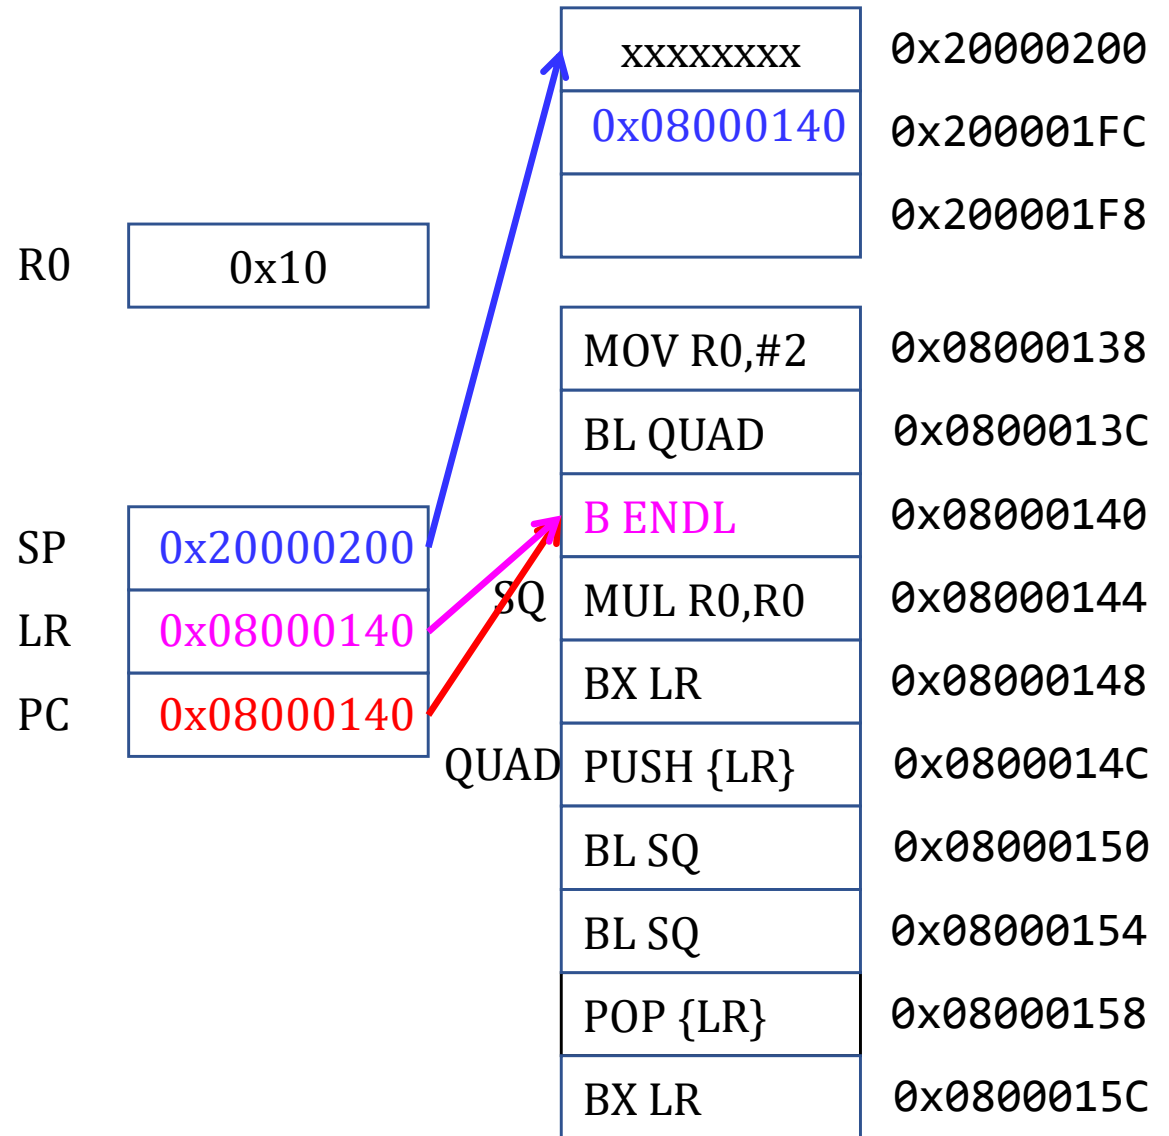 xxxxxxxx 0x20000200
0x08000140 0x200001FC
0x200001F8
R0 0x10
MOV R0,#2 0x08000138
BL QUAD 0x0800013C
B ENDL 0x08000140
SP 0x20000200
SQ MUL R0,R0 0x08000144
LR 0x08000140
BX LR 0x08000148
PC 0x08000140
QUAD PUSH {LR} 0x0800014C
BL SQ 0x08000150
BL SQ 0x08000154
POP {LR} 0x08000158
BX LR 0x0800015C